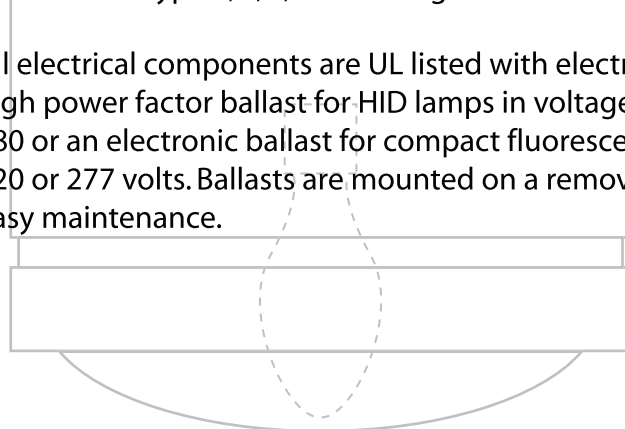 l electrical components are UL listed with electr
gh power factor ballast for HID lamps in voltage
80 or an electronic ballast for compact fluoresce
20 or 277 volts. Ballasts are mounted on a remov
asy maintenance.